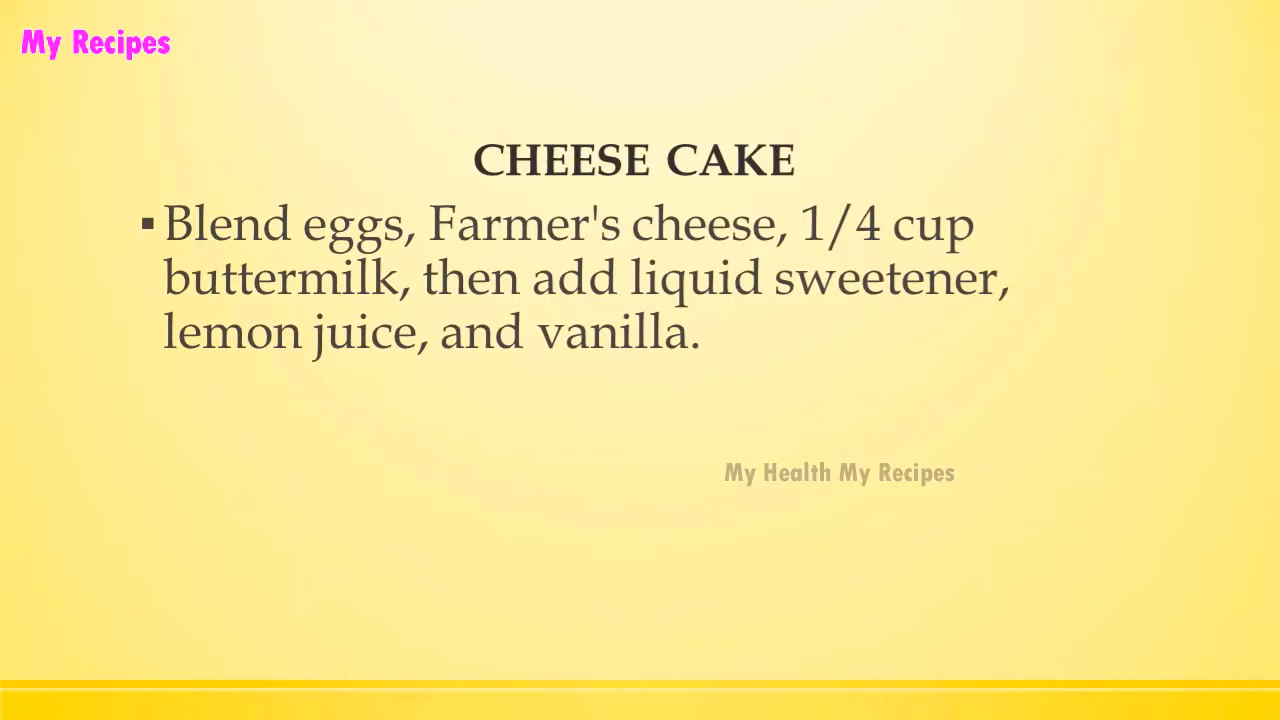 My Recipes
CHEESE CAKE
▪ Blend eggs, Farmer's cheese, 1/4 cup
buttermilk, then add liquid sweetener,
lemon juice, and vanilla.
My Health My Recipes